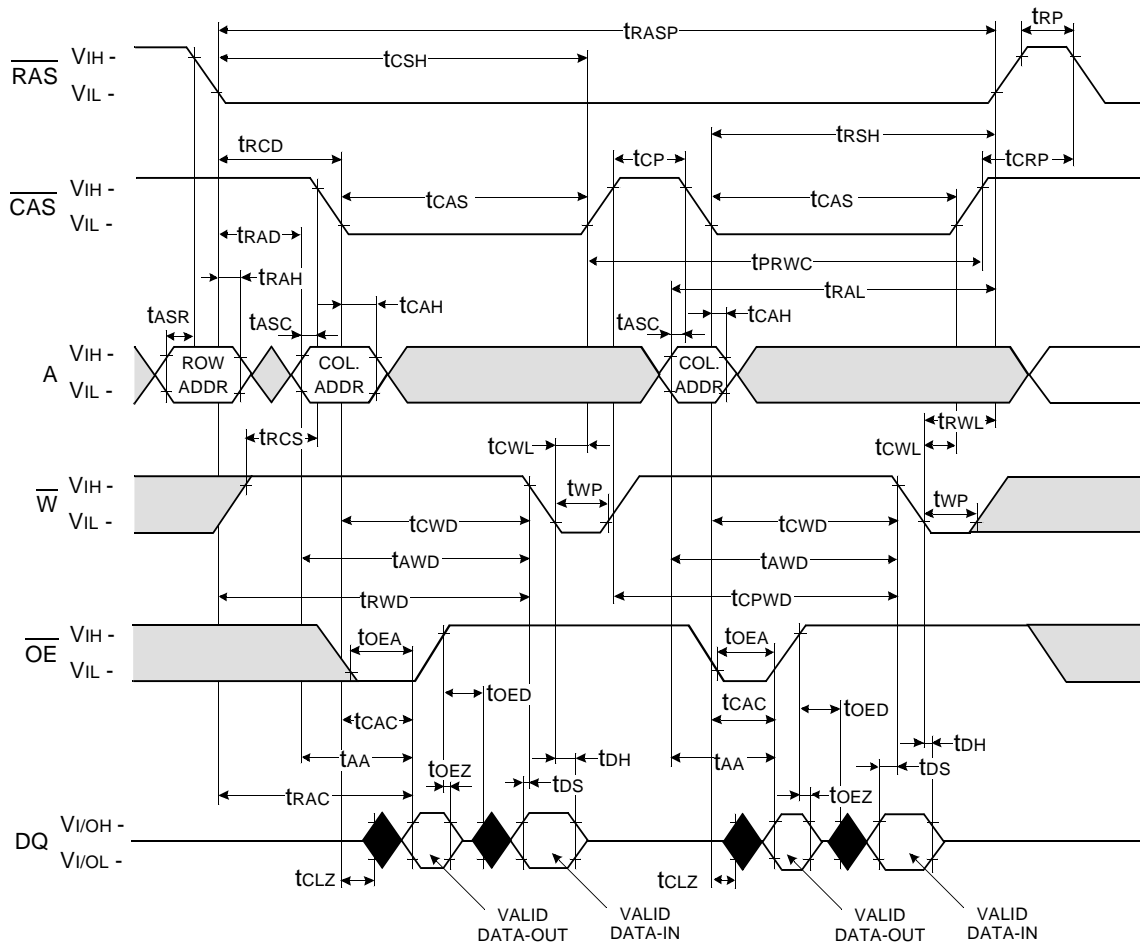 tRASP
tRP
tCSH
RAS
VIH -
VIL -
tRCD
tRSH
tCP
tCRP
CAS
VIH -
VIL -
tCAS
tCAS
tRAD
tPRWC
tRAH
tRAL
tASR
tASC
tCAH
tASC
tCAH
A
VIH -
VIL -
ROW
ADDR
COL.
ADDR
COL.
ADDR
tRWL
tRCS
tCWL
tCWL
W
VIH -
VIL -
tWP
tWP
tCWD
tCWD
tAWD
tAWD
tRWD
tCPWD
OE
VIH -
VIL -
tOEA
tOEA
tOED
tOED
tCAC
tCAC
tAA
tDH
tAA
tDH
tOEZ
tDS
tOEZ
tDS
tRAC
DQ
VI/OH -
VI/OL -
tCLZ
tCLZ
VALID
DATA-OUT
VALID
DATA-IN
VALID
DATA-OUT
VALID
DATA-IN